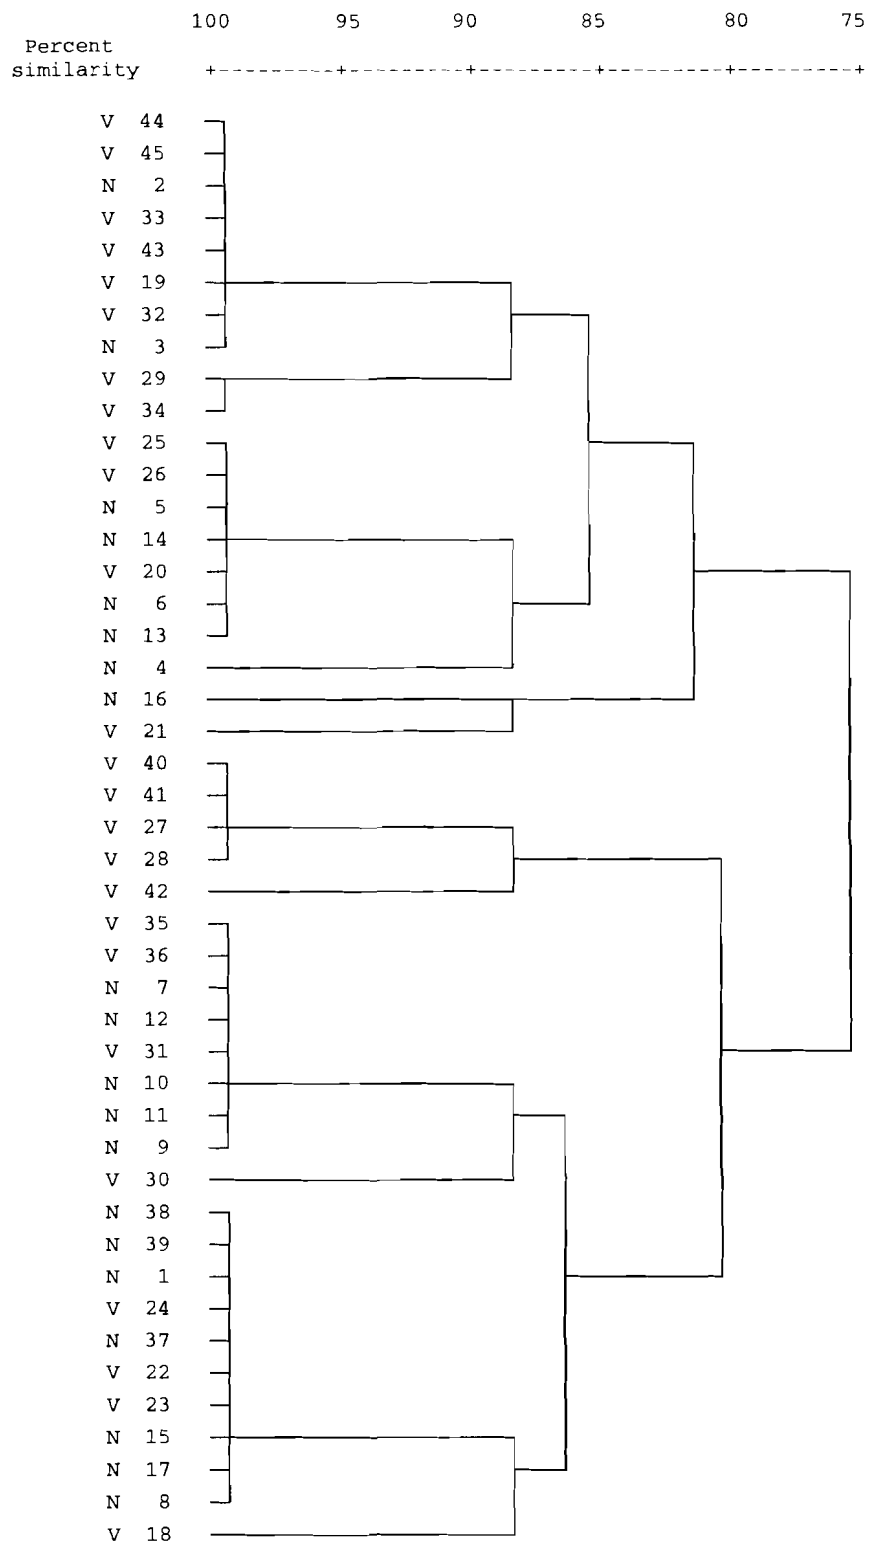 100 95 90 85 80 75
Percent
similarity +---------+---------+---------+---------+---------+
V 44
V 45
N 2
V 33
V 43
V 19
V 32
N 3
V 29
V 34
V 25
V 26
N 5
N 14
V 20
N 6
N 13
N 4
N 16
V 21
V 40
V 41
V 27
V 28
V 42
V 35
V 36
N 7
N 12
V 31
N 10
N 11
N 9
V 30
N 38
N 39
N 1
V 24
N 37
V 22
V 23
N 15
N 17
N 8
V 18